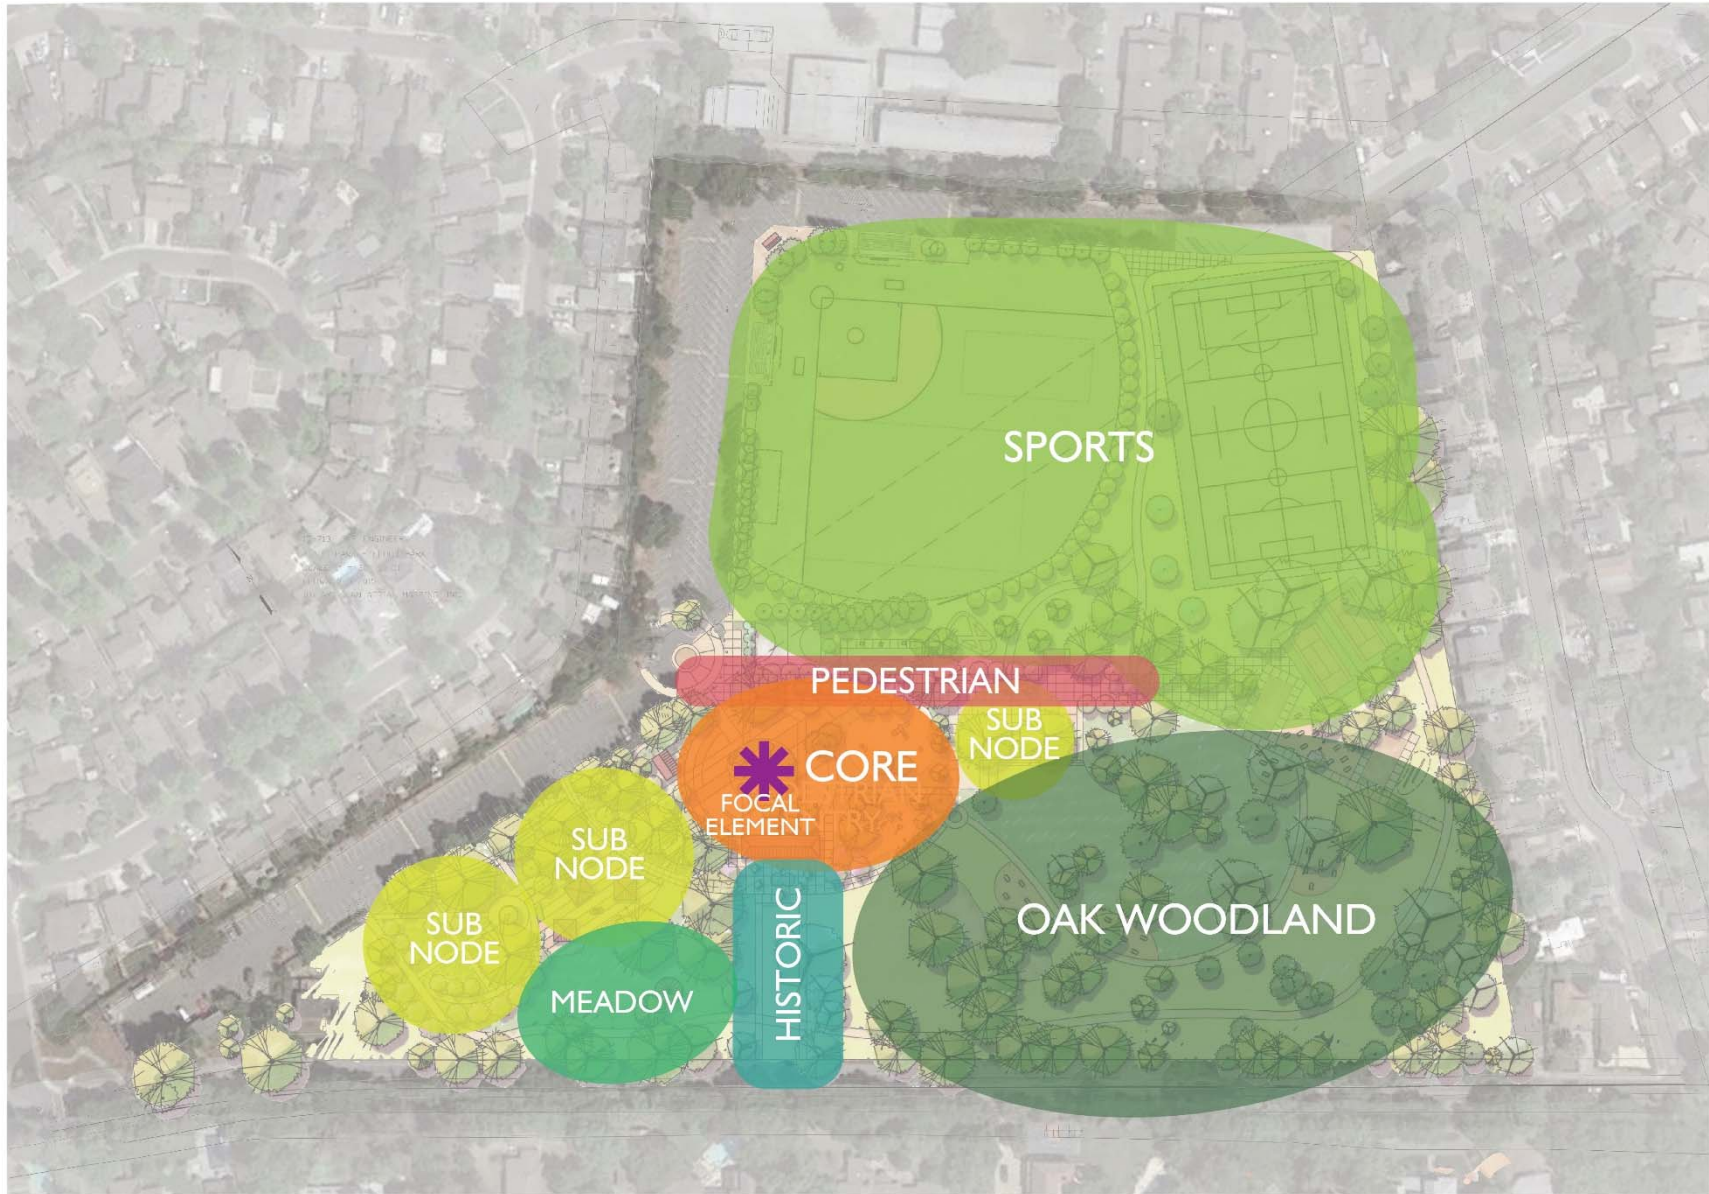 SPORTS
PEDESTRIAN
SUB
NODE
CORE
FOCAL
ELEMENT
SUB
NODE
SUB
NODE
HISTORIC
OAK WOODLAND
MEADOW